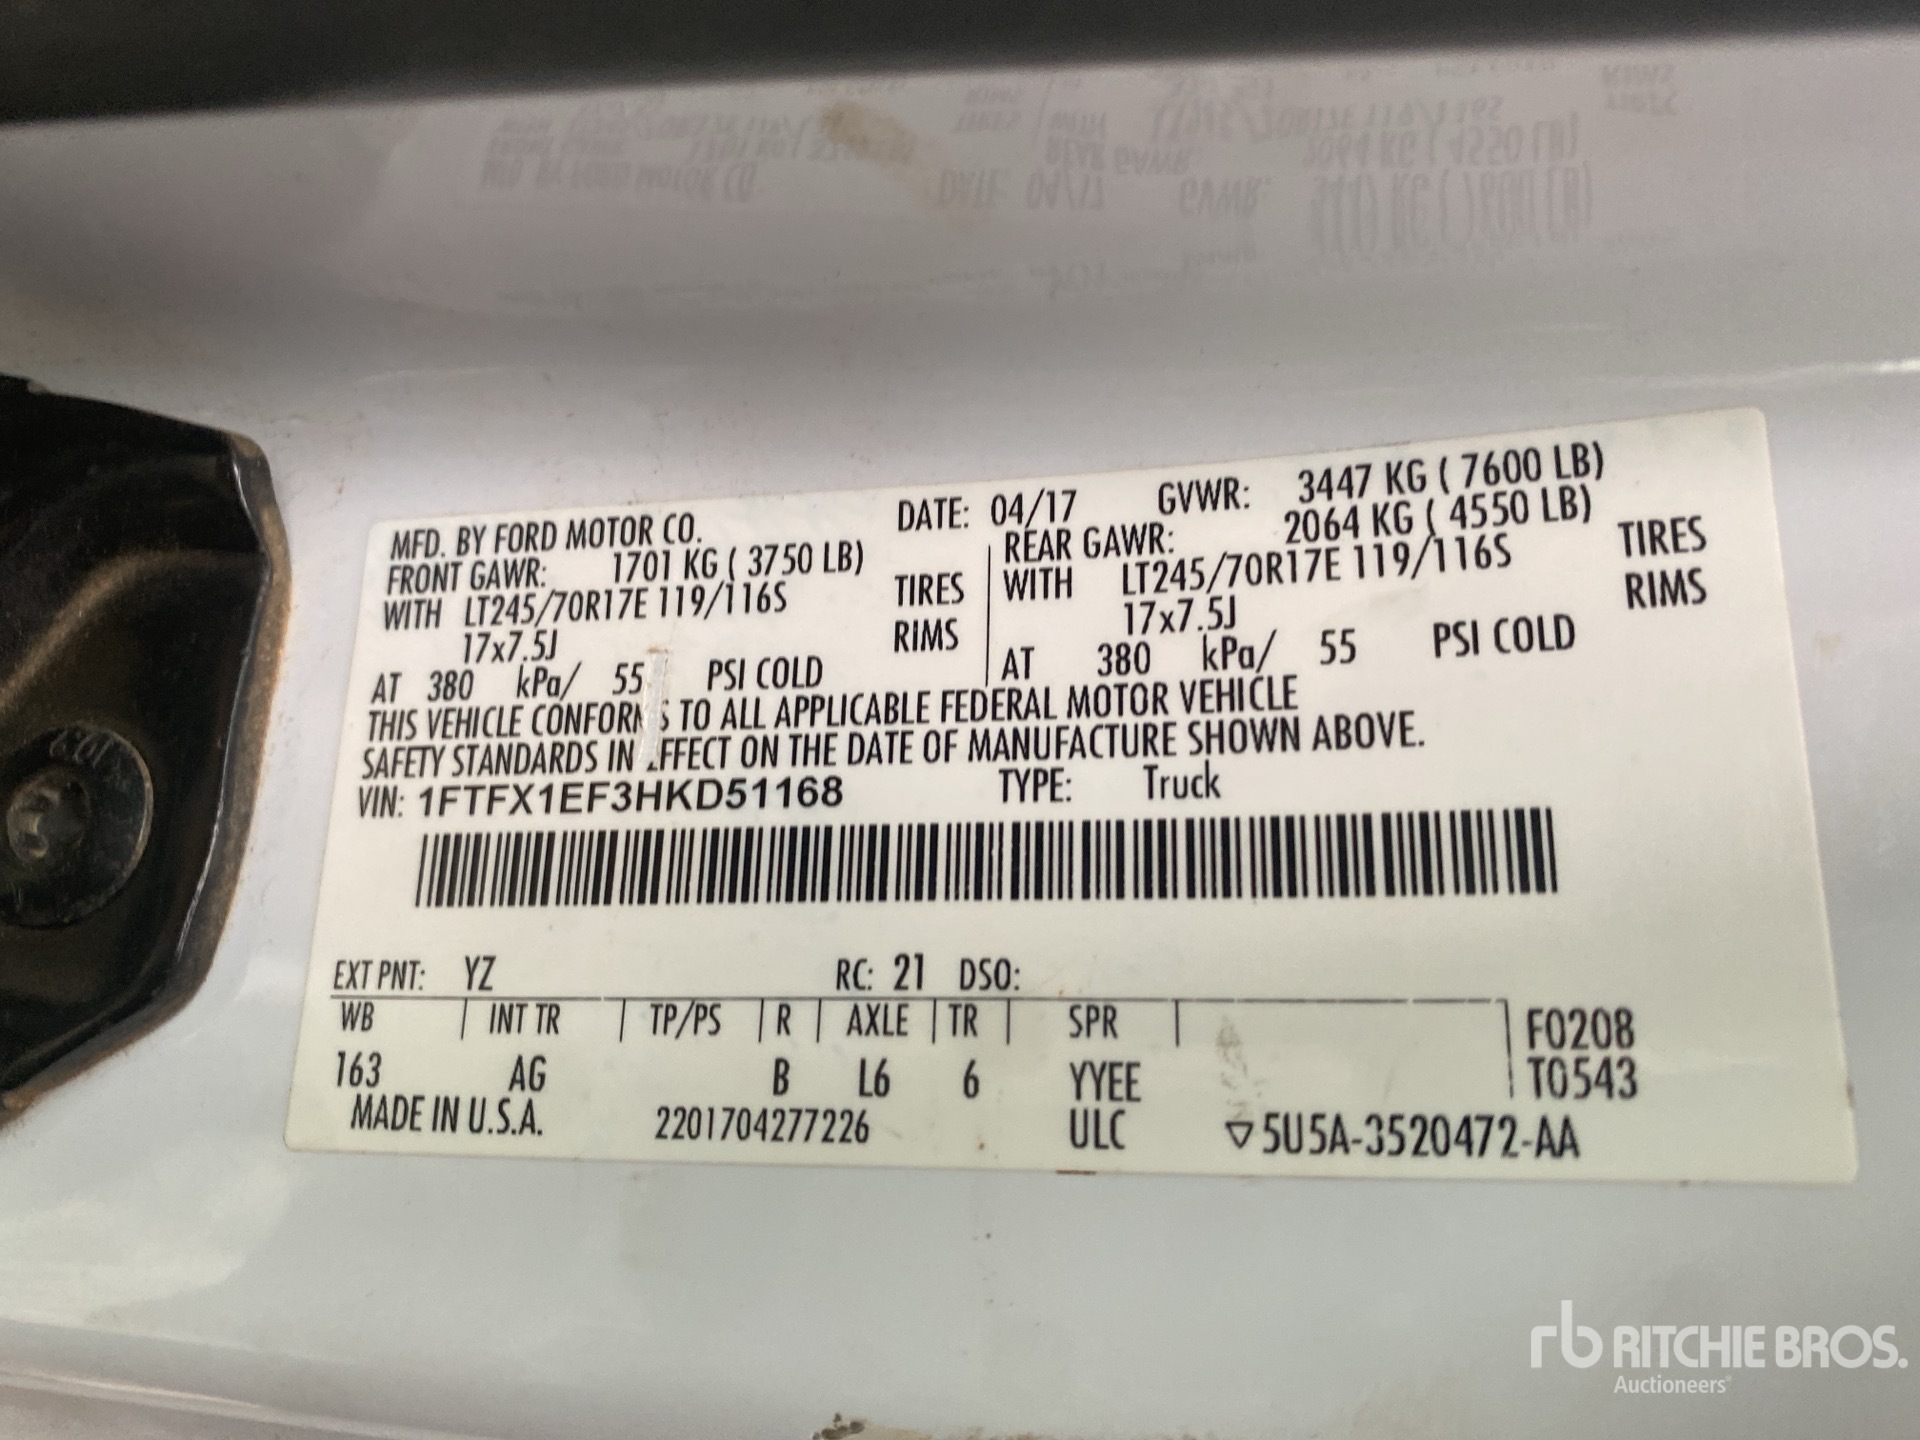 MFD. BY FORD MOTOR CO. DATE: 04/17 GVWR: 3447 KG ( 7600 LB)
FRONT GAWR: 1701 KG ( 3750 LB) REAR GAWR: 2064 KG ( 4550 LB)
WITH LT245/70R17E 119/116S TIRES WITH LT245/70R17E 119/116S TIRES
17x7.5J RIMS 17x7.5J RIMS
AT 380 kPa/ 55 PSI COLD AT 380 kPa/ 55 PSI COLD
THIS VEHICLE CONFORMS TO ALL APPLICABLE FEDERAL MOTOR VEHICLE
SAFETY STANDARDS IN EFFECT ON THE DATE OF MANUFACTURE SHOWN ABOVE.
VIN: 1FTFX1EF3HKD51168 TYPE: Truck
EXT PNT: YZ RC: 21 DSO:
WB | INT TR | TP/PS | R | AXLE | TR | SPR | F0208
163 AG B L6 6 YYEE T0543
MADE IN U.S.A. 2201704277226 ULC ▽5U5A-3520472-AA
rb RITCHIE BROS.
Auctioneers